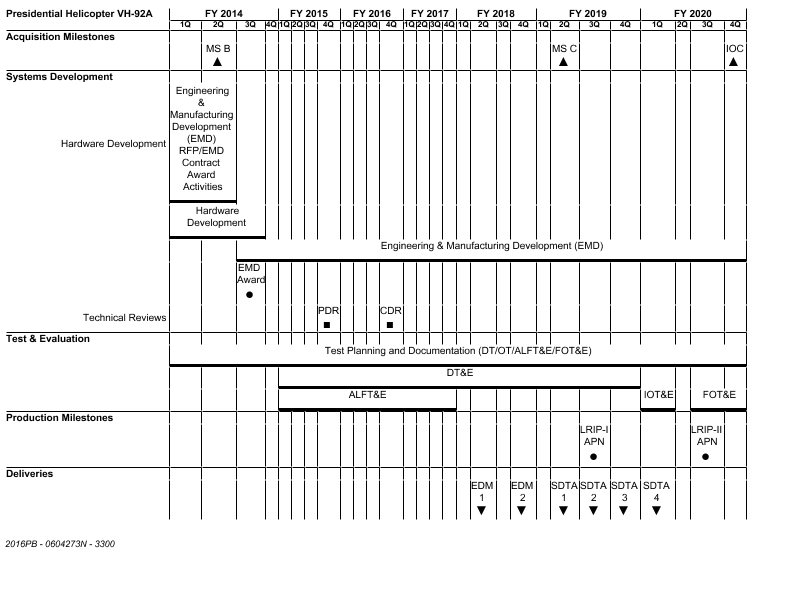 Presidential Helicopter VH-92A FY 2014 FY 2015 FY 2016 FY 2017 FY 2018 FY 2019 FY 2020
1Q 2Q 3Q 4Q 1Q 2Q 3Q 4Q 1Q 2Q 3Q 4Q 1Q 2Q 3Q 4Q 1Q 2Q 3Q 4Q 1Q 2Q 3Q 4Q 1Q 2Q 3Q 4Q
Acquisition Milestones
MS B MS C IOC
Systems Development
Engineering
&
Manufacturing
Development
(EMD)
RFP/EMD
Contract
Award
Activities
Hardware Development
Hardware
Development
Engineering & Manufacturing Development (EMD)
EMD
Award
Technical Reviews PDR CDR
Test & Evaluation
Test Planning and Documentation (DT/OT/ALFT&E/FOT&E)
DT&E
ALFT&E IOT&E FOT&E
Production Milestones
LRIP-I LRIP-II
APN APN
Deliveries
EDM EDM SDTA SDTA SDTA SDTA
1 2 1 2 3 4
2016PB - 0604273N - 3300